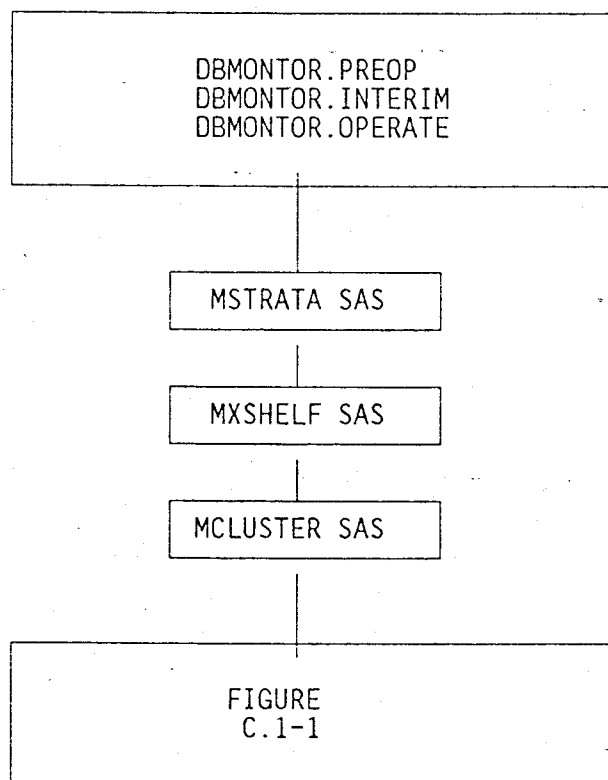 DBMONTOR.PREOP
DBMONTOR.INTERIM
DBMONTOR.OPERATE
MSTRATA SAS
MXSHELF SAS
MCLUSTER SAS
FIGURE
C.1-1